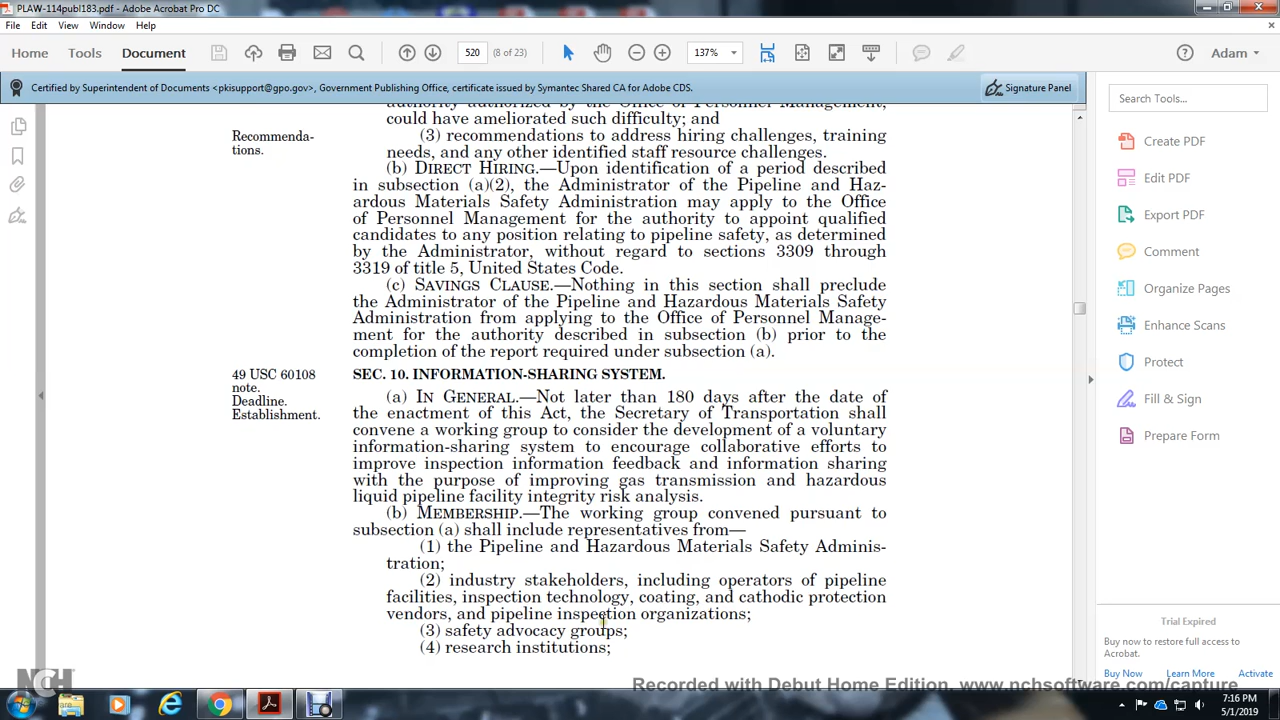 PLAW-114publ183.pdf - Adobe Acrobat Pro DC
File Edit View Window Help
Home Tools Document 520 (8 of 23) 137% Adam
Certified by Superintendent of Documents <pkisupport@gpo.gov>, Government Publishing Office, certificate issued by Symantec Shared CA for Adobe CDS. Signature Panel
authority authorized by the Office of Personnel Management,
could have ameliorated such difficulty; and
Recommenda-
tions.
(3) recommendations to address hiring challenges, training
needs, and any other identified staff resource challenges.
(b) DIRECT HIRING.—Upon identification of a period described
in subsection (a)(2), the Administrator of the Pipeline and Haz-
ardous Materials Safety Administration may apply to the Office
of Personnel Management for the authority to appoint qualified
candidates to any position relating to pipeline safety, as determined
by the Administrator, without regard to sections 3309 through
3319 of title 5, United States Code.
(c) SAVINGS CLAUSE.—Nothing in this section shall preclude
the Administrator of the Pipeline and Hazardous Materials Safety
Administration from applying to the Office of Personnel Manage-
ment for the authority described in subsection (b) prior to the
completion of the report required under subsection (a).
49 USC 60108
note.
Deadline.
Establishment.
SEC. 10. INFORMATION-SHARING SYSTEM.
(a) IN GENERAL.—Not later than 180 days after the date of
the enactment of this Act, the Secretary of Transportation shall
convene a working group to consider the development of a voluntary
information-sharing system to encourage collaborative efforts to
improve inspection information feedback and information sharing
with the purpose of improving gas transmission and hazardous
liquid pipeline facility integrity risk analysis.
(b) MEMBERSHIP.—The working group convened pursuant to
subsection (a) shall include representatives from—
(1) the Pipeline and Hazardous Materials Safety Adminis-
tration;
(2) industry stakeholders, including operators of pipeline
facilities, inspection technology, coating, and cathodic protection
vendors, and pipeline inspection organizations;
(3) safety advocacy groups;
(4) research institutions;
Search Tools...
Create PDF
Edit PDF
Export PDF
Comment
Organize Pages
Enhance Scans
Protect
Fill & Sign
Prepare Form
Trial Expired
Buy now to restore full access to
Acrobat.
Buy Now Learn More Activate
NCH
Recorded with Debut Home Edition. www.nchsoftware.com/capture
7:16 PM
5/1/2019